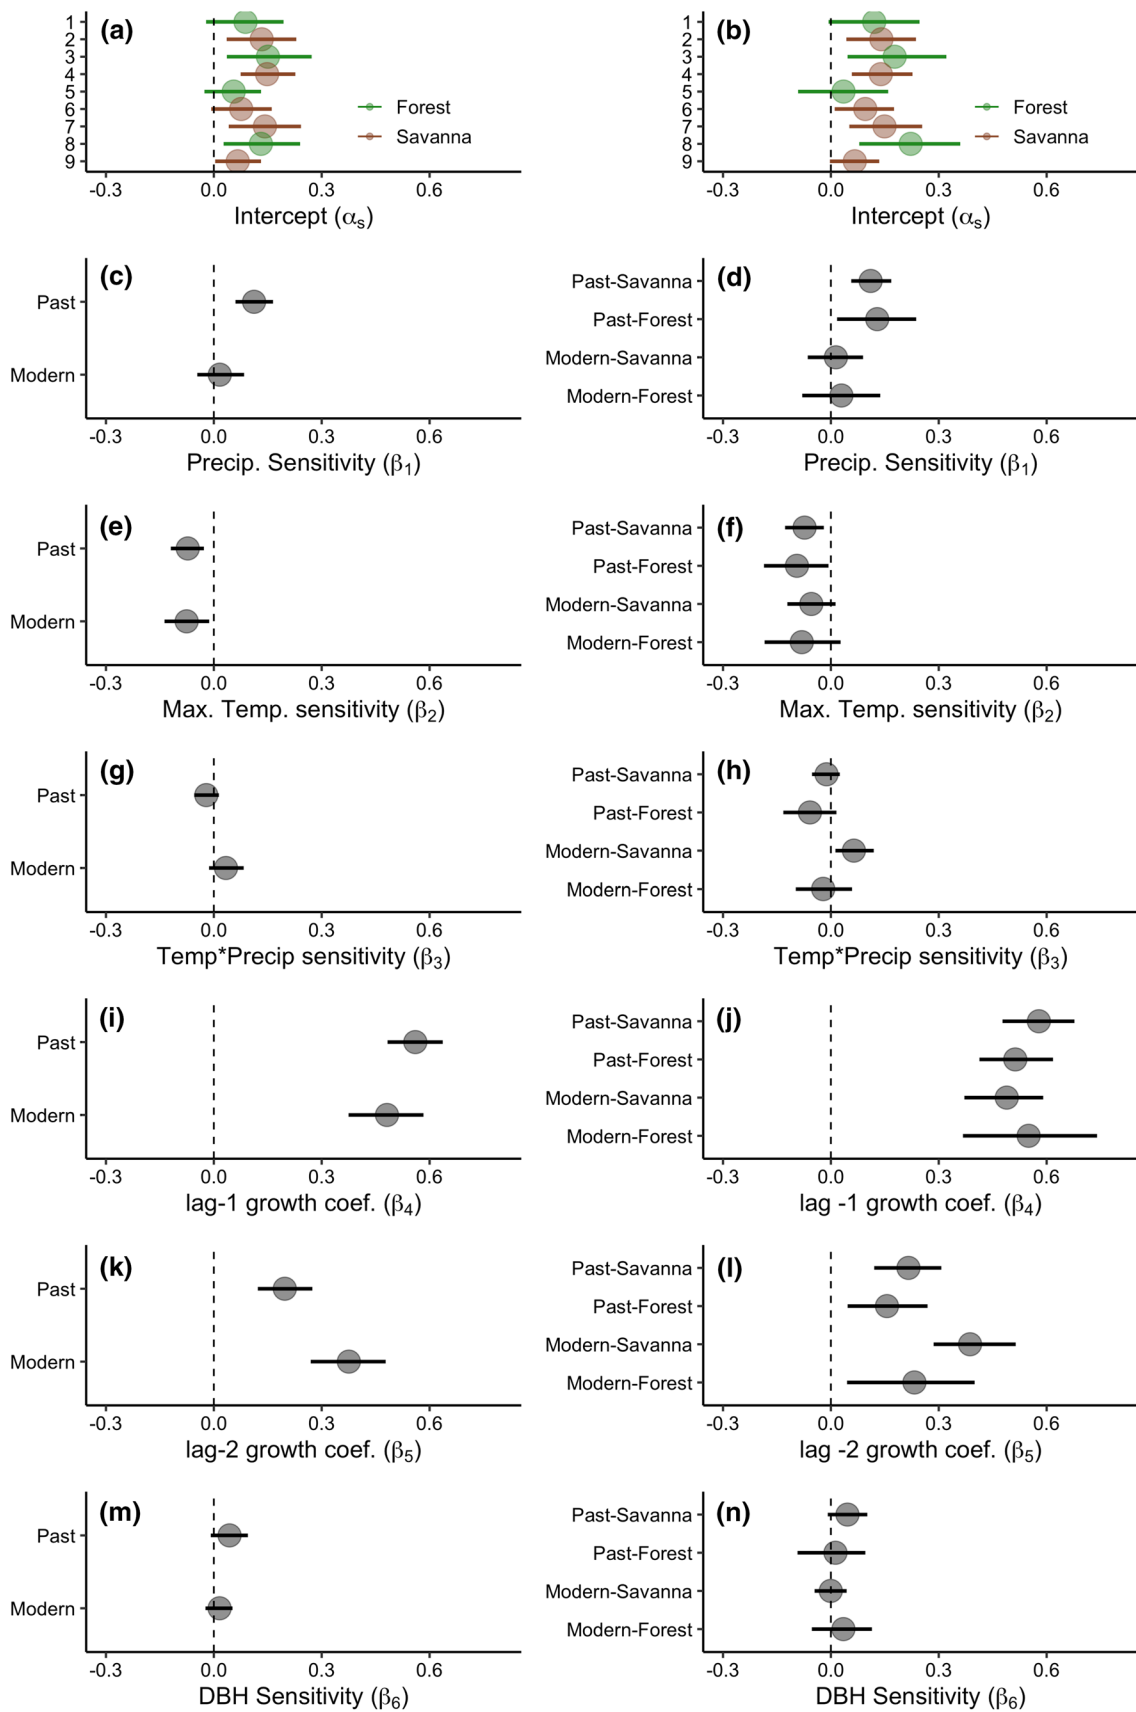 (a)
1
2
3
4
5
6
7
8
9
Forest
Savanna
-0.3 0.0 0.3 0.6
Intercept (αs)
(b)
1
2
3
4
5
6
7
8
9
Forest
Savanna
-0.3 0.0 0.3 0.6
Intercept (αs)
(c)
Past
Modern
-0.3 0.0 0.3 0.6
Precip. Sensitivity (β1)
(d)
Past-Savanna
Past-Forest
Modern-Savanna
Modern-Forest
-0.3 0.0 0.3 0.6
Precip. Sensitivity (β1)
(e)
Past
Modern
-0.3 0.0 0.3 0.6
Max. Temp. sensitivity (β2)
(f)
Past-Savanna
Past-Forest
Modern-Savanna
Modern-Forest
-0.3 0.0 0.3 0.6
Max. Temp. sensitivity (β2)
(g)
Past
Modern
-0.3 0.0 0.3 0.6
Temp*Precip sensitivity (β3)
(h)
Past-Savanna
Past-Forest
Modern-Savanna
Modern-Forest
-0.3 0.0 0.3 0.6
Temp*Precip sensitivity (β3)
(i)
Past
Modern
-0.3 0.0 0.3 0.6
lag-1 growth coef. (β4)
(j)
Past-Savanna
Past-Forest
Modern-Savanna
Modern-Forest
-0.3 0.0 0.3 0.6
lag -1 growth coef. (β4)
(k)
Past
Modern
-0.3 0.0 0.3 0.6
lag-2 growth coef. (β5)
(l)
Past-Savanna
Past-Forest
Modern-Savanna
Modern-Forest
-0.3 0.0 0.3 0.6
lag -2 growth coef. (β5)
(m)
Past
Modern
-0.3 0.0 0.3 0.6
DBH Sensitivity (β6)
(n)
Past-Savanna
Past-Forest
Modern-Savanna
Modern-Forest
-0.3 0.0 0.3 0.6
DBH Sensitivity (β6)